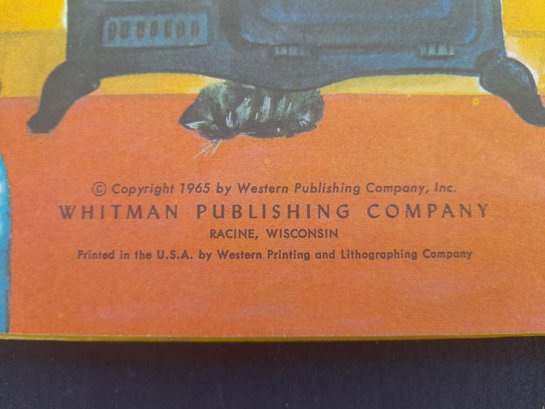 © Copyright 1965 by Western Publishing Company, Inc.
WHITMAN PUBLISHING COMPANY
RACINE, WISCONSIN
Printed in the U.S.A. by Western Printing and Lithographing Company